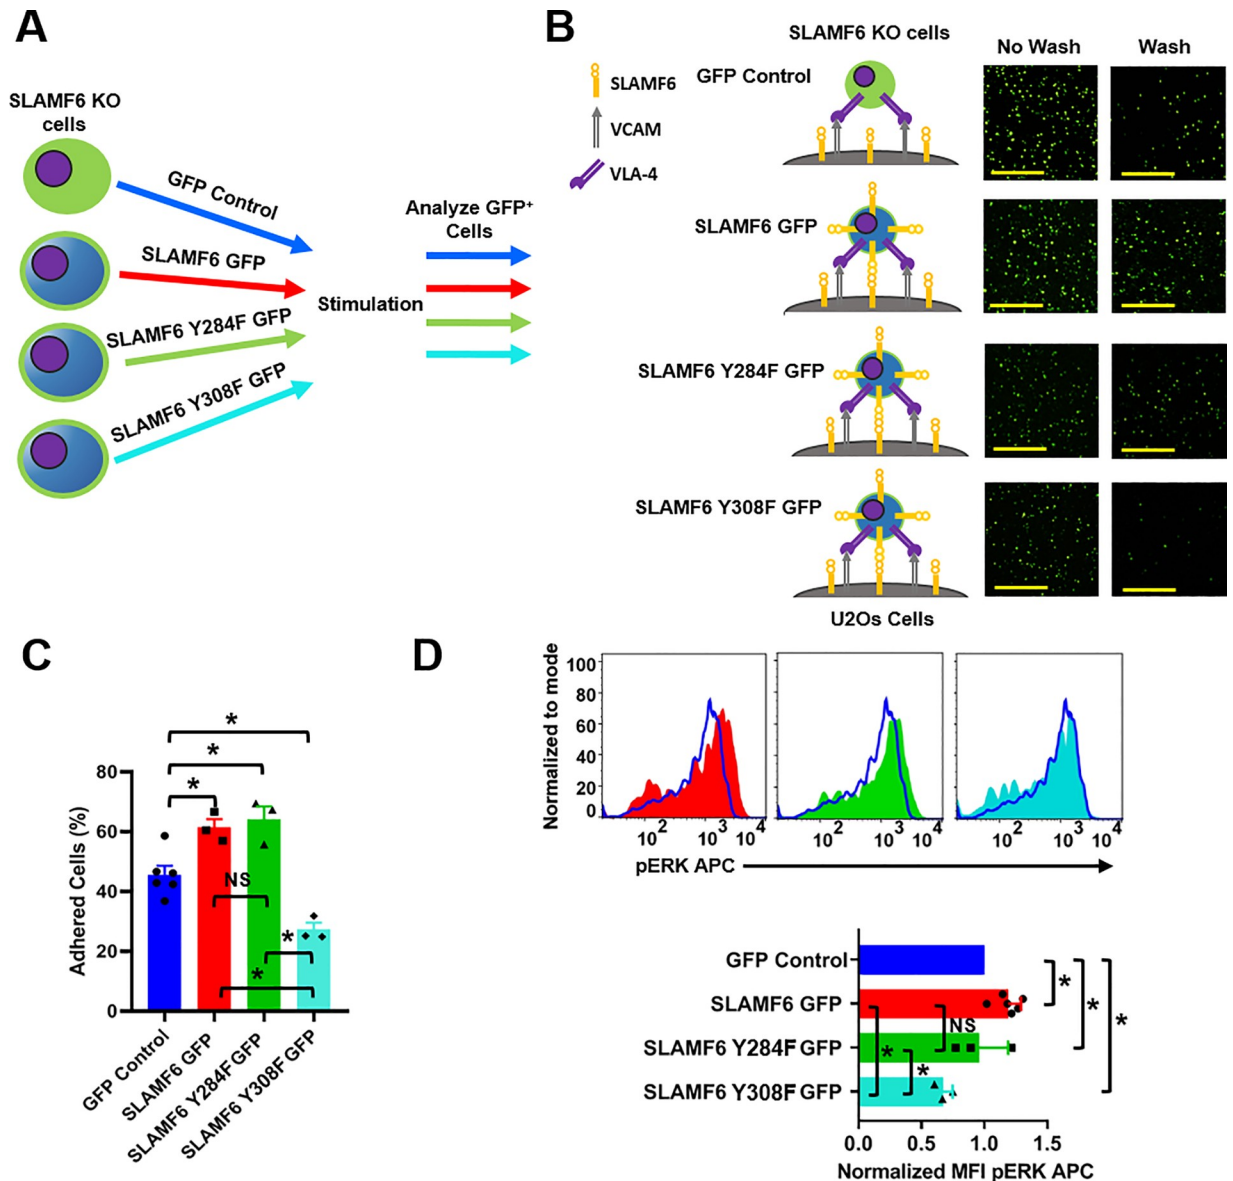 A
SLAMF6 KO
cells
GFP Control
SLAMF6 GFP
SLAMF6 Y284F GFP
SLAMF6 Y308F GFP
Stimulation
Analyze GFP+
Cells
B
SLAMF6 KO cells
No Wash
Wash
SLAMF6
VCAM
VLA-4
GFP Control
SLAMF6 GFP
SLAMF6 Y284F GFP
SLAMF6 Y308F GFP
U2Os Cells
C
Adhered Cells (%)
80
60
40
20
0
*
*
*
NS
*
*
GFP Control
SLAMF6 GFP
SLAMF6 Y284F GFP
SLAMF6 Y308F GFP
D
Normalized to mode
100
80
60
40
20
0
10² 10³ 10⁴
10² 10³ 10⁴
10² 10³ 10⁴
pERK APC
GFP Control
SLAMF6 GFP
SLAMF6 Y284F GFP
SLAMF6 Y308F GFP
*
*
*
NS
*
*
0.0 0.5 1.0 1.5
Normalized MFI pERK APC